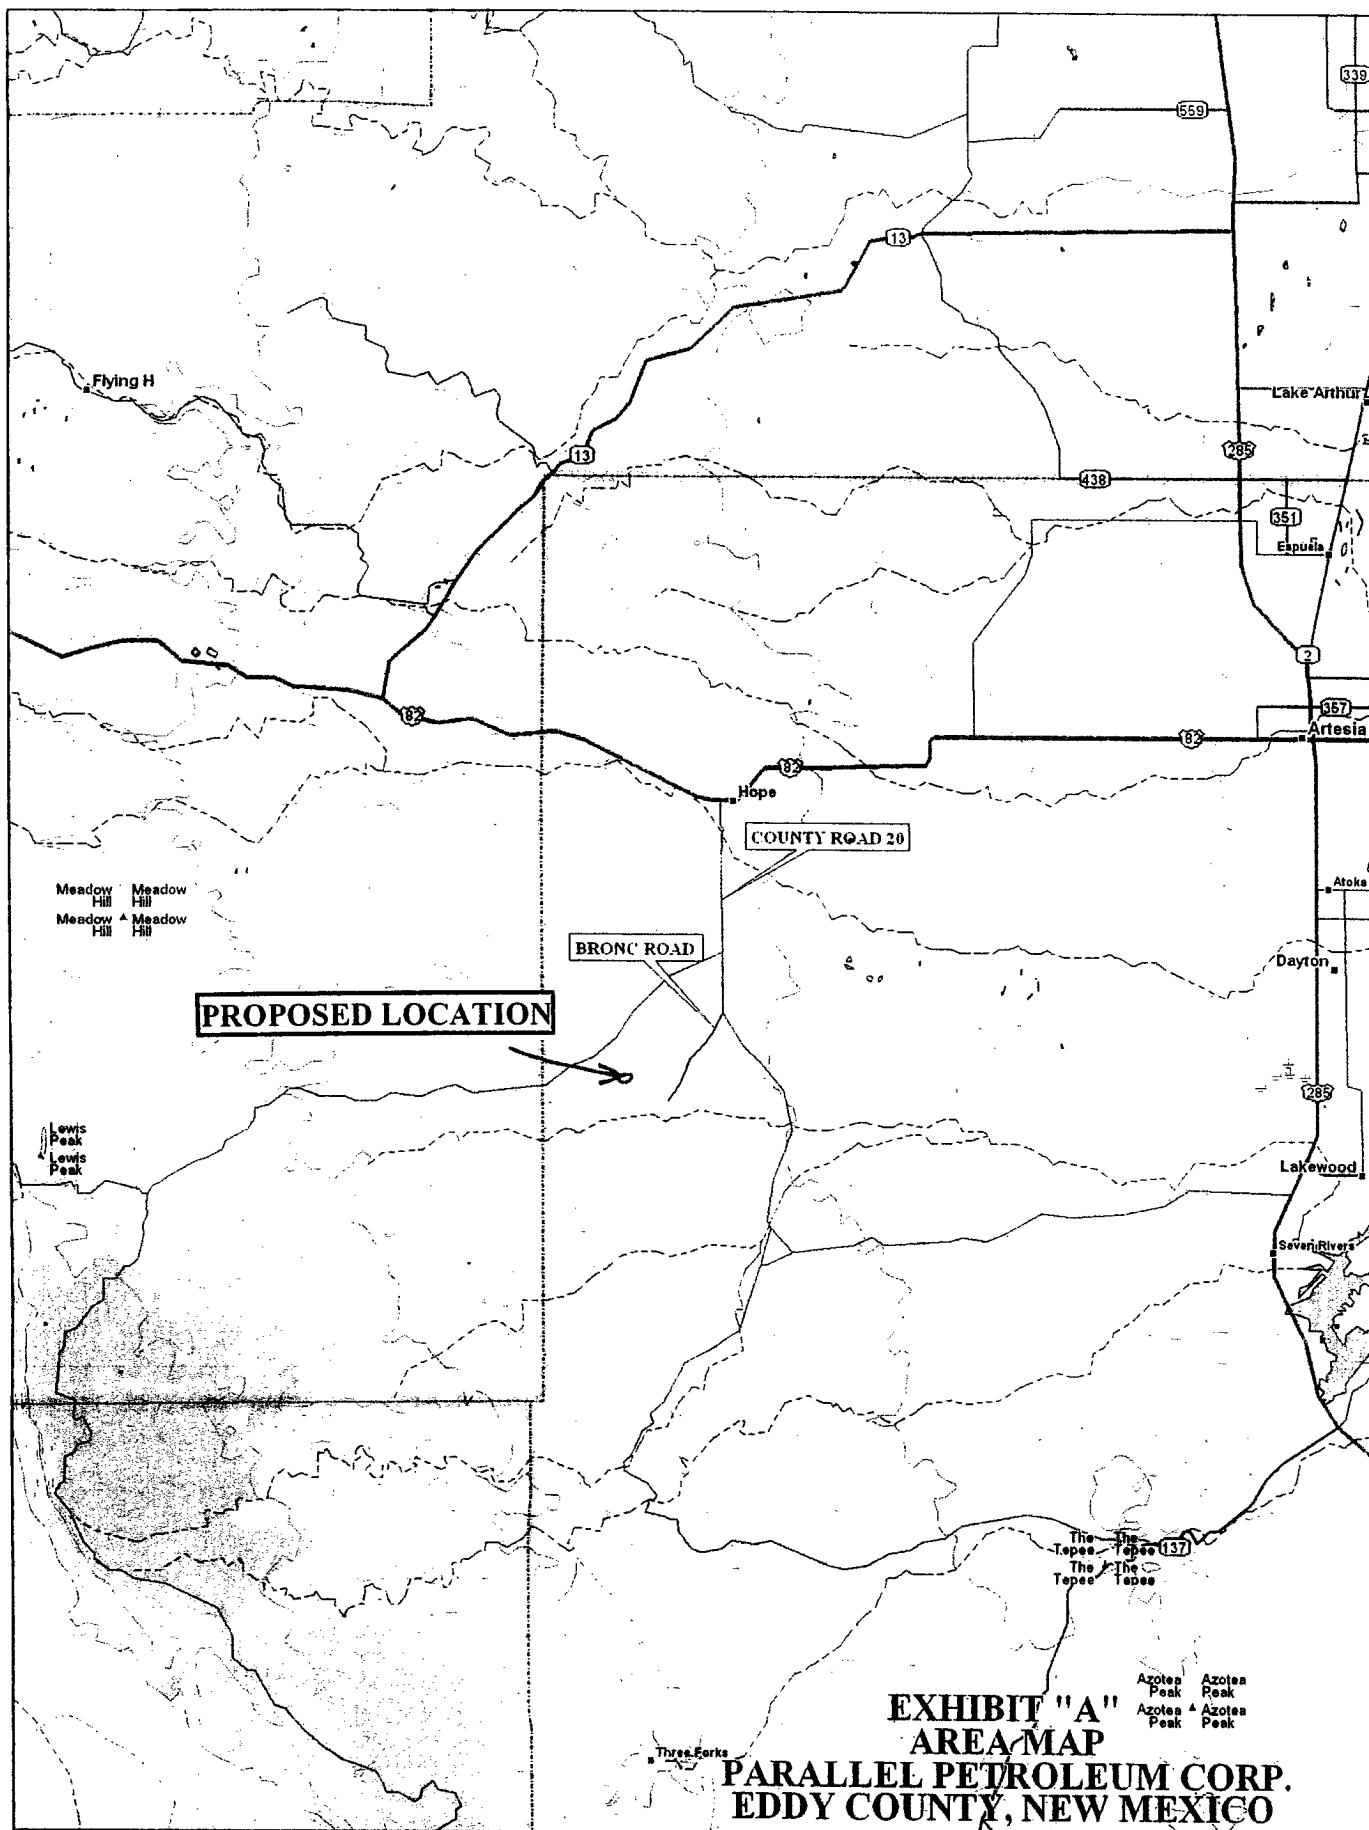 339
559
13
Flying H
Lake Arthur
285
13
438
351
Espuela
2
82
357
Artesia
82
82
Hope
COUNTY ROAD 20
Meadow Hill
Meadow Hill
Meadow Hill
Meadow Hill
Atoka
BRONC ROAD
Dayton
PROPOSED LOCATION
285
Lewis Peak
Lewis Peak
Lakewood
Seven Rivers
The Tepee
The Tepee
137
The Tepee
The Tepee
Azotea Peak
Azotea Peak
Azotea Peak
Azotea Peak
Three Forks
EXHIBIT "A"
AREA MAP
PARALLEL PETROLEUM CORP.
EDDY COUNTY, NEW MEXICO